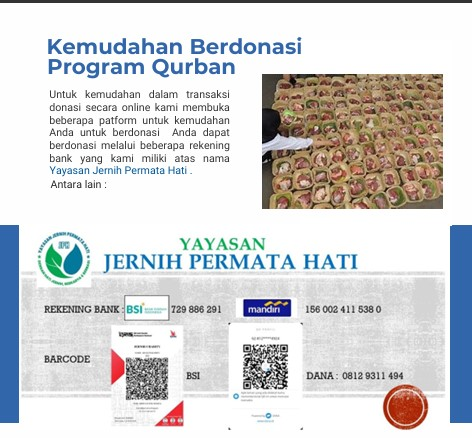 Kemudahan Berdonasi
Program Qurban
Untuk kemudahan dalam transaksi
donasi secara online kami membuka
beberapa patform untuk kemudahan
Anda untuk berdonasi Anda dapat
berdonasi melalui beberapa rekening
bank yang kami miliki atas nama
Yayasan Jernih Permata Hati .
Antara lain :
YAYASAN
JERNIH PERMATA HATI
JPH
REKENING BANK : BSI 729 886 291 mandiri 156 002 411 538 0
BARCODE
BSI
DANA : 0812 9311 494